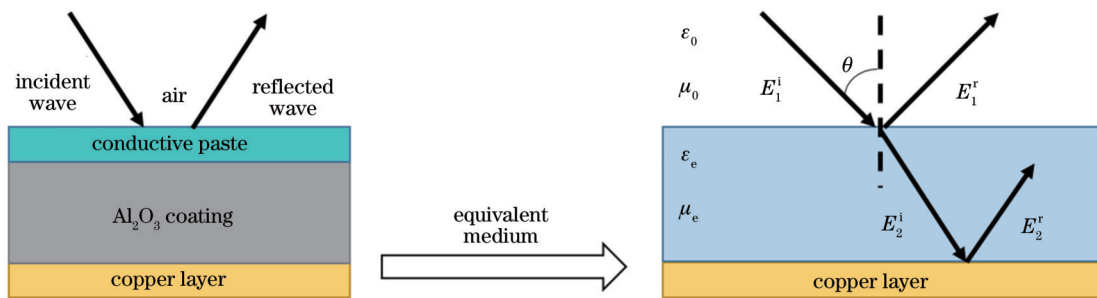 incident
wave
air
reflected
wave
conductive paste
Al₂O₃ coating
copper layer
equivalent
medium
ε₀
μ₀
θ
E₁ⁱ
E₁ʳ
εₑ
μₑ
E₂ⁱ
E₂ʳ
copper layer